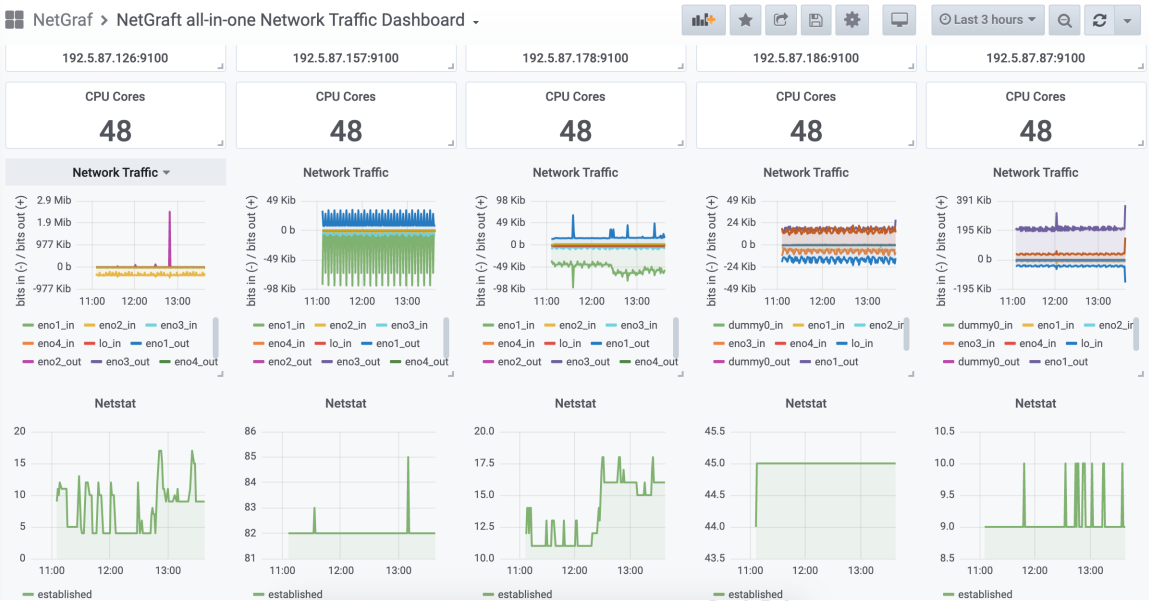 NetGraf > NetGraft all-in-one Network Traffic Dashboard
Last 3 hours
192.5.87.126:9100 192.5.87.157:9100 192.5.87.178:9100 192.5.87.186:9100 192.5.87.87:9100
CPU Cores CPU Cores CPU Cores CPU Cores CPU Cores
48 48 48 48 48
Network Traffic Network Traffic Network Traffic Network Traffic Network Traffic
bits in (-) / bits out (+)
2.9 Mib
1.9 Mib
977 Kib
0 b
-977 Kib
11:00 12:00 13:00
eno1_in eno2_in eno3_in
eno4_in lo_in eno1_out
eno2_out eno3_out eno4_out
bits in (-) / bits out (+)
49 Kib
0 b
-49 Kib
-98 Kib
11:00 12:00 13:00
eno1_in eno2_in eno3_in
eno4_in lo_in eno1_out
eno2_out eno3_out eno4_out
bits in (-) / bits out (+)
98 Kib
49 Kib
0 b
-49 Kib
-98 Kib
11:00 12:00 13:00
eno1_in eno2_in eno3_in
eno4_in lo_in eno1_out
eno2_out eno3_out eno4_out
bits in (-) / bits out (+)
49 Kib
24 Kib
0 b
-24 Kib
-49 Kib
11:00 12:00 13:00
dummy0_in eno1_in eno2_in
eno3_in eno4_in lo_in
dummy0_out eno1_out
bits in (-) / bits out (+)
391 Kib
195 Kib
0 b
-195 Kib
11:00 12:00 13:00
dummy0_in eno1_in eno2_in
eno3_in eno4_in lo_in
dummy0_out eno1_out
Netstat Netstat Netstat Netstat Netstat
20
15
10
5
0
11:00 12:00 13:00
established
86
85
84
83
82
81
11:00 12:00 13:00
established
20.0
17.5
15.0
12.5
10.0
11:00 12:00 13:00
established
45.5
45.0
44.5
44.0
43.5
11:00 12:00 13:00
established
10.5
10.0
9.5
9.0
8.5
11:00 12:00 13:00
established